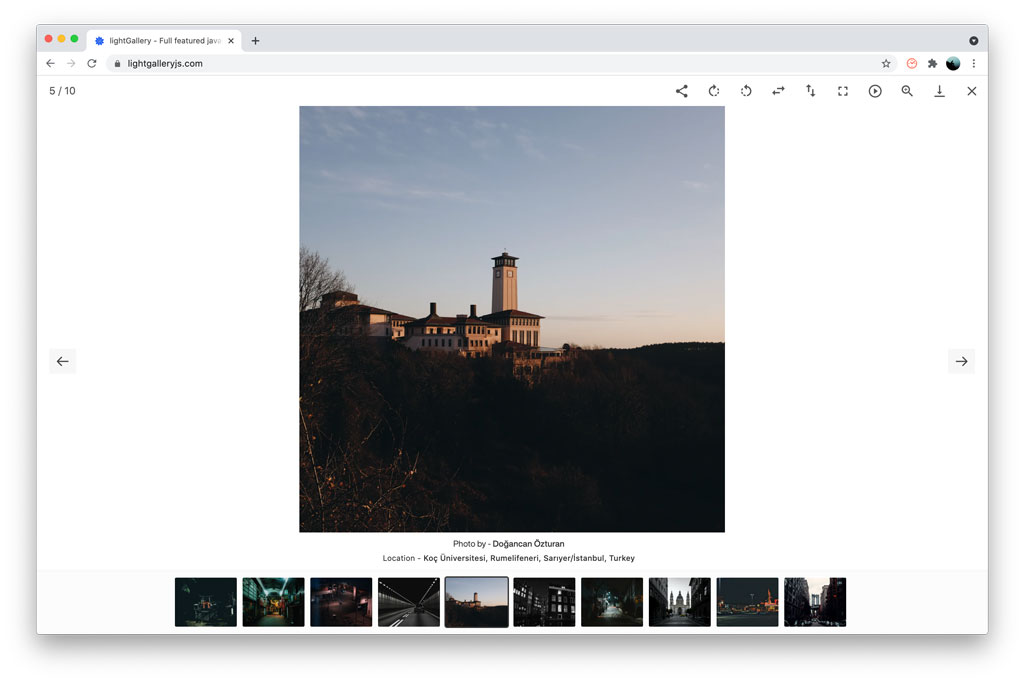 lightGallery - Full featured java
lightgalleryjs.com
5 / 10
Photo by - Doğancan Özturan
Location - Koç Üniversitesi, Rumelifeneri, Sarıyer/İstanbul, Turkey